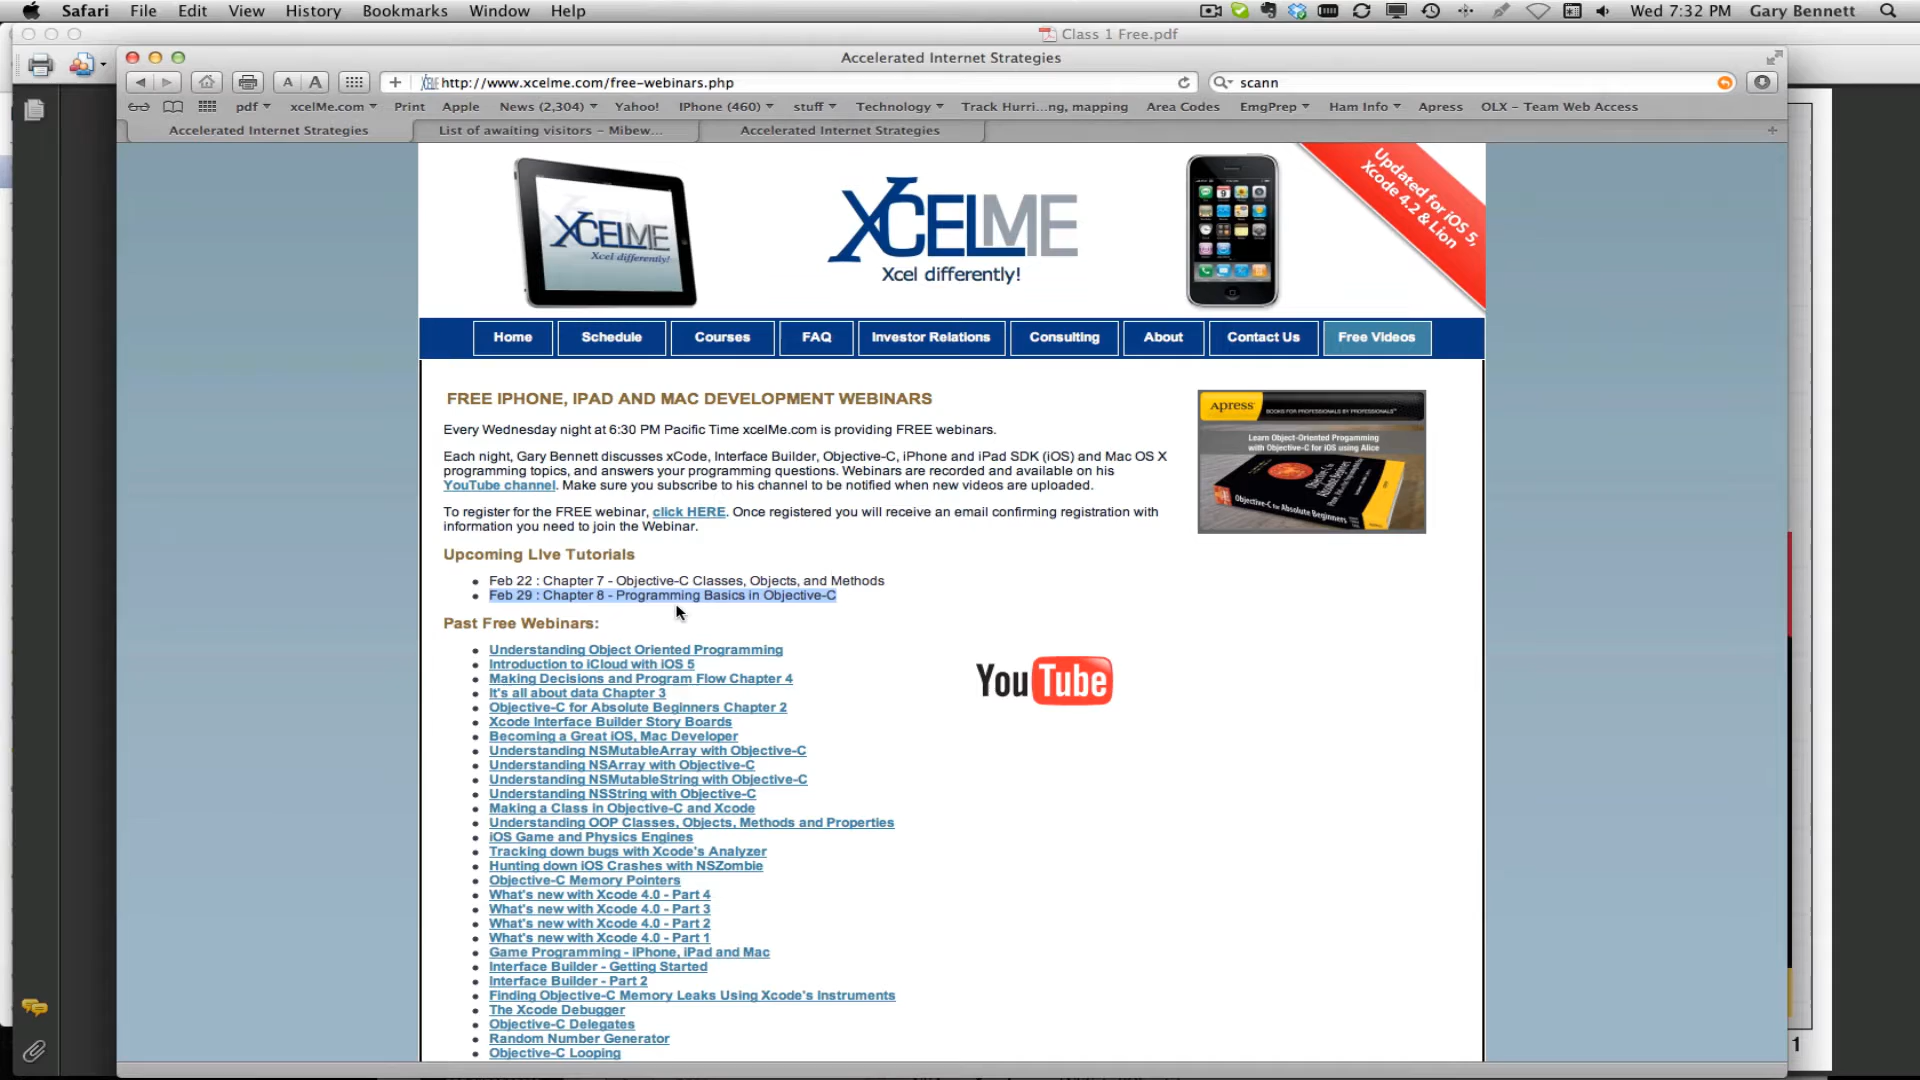 Safari File Edit View History Bookmarks Window Help Wed 7:32 PM Gary Bennett
Class 1 Free.pdf
Accelerated Internet Strategies
http://www.xcelme.com/free-webinars.php scann
pdf xcelMe.com Print Apple News (2,304) Yahoo! IPhone (460) stuff Technology Track Hurri...ng, mapping Area Codes EmgPrep Ham Info Apress OLX – Team Web Access
Accelerated Internet Strategies List of awaiting visitors – Mibew... Accelerated Internet Strategies
XCELME
Xcel differently!
XCELME
Xcel differently!
Updated for iOS 5,
Xcode 4.2 & Lion
Home Schedule Courses FAQ Investor Relations Consulting About Contact Us Free Videos
FREE IPHONE, IPAD AND MAC DEVELOPMENT WEBINARS
Every Wednesday night at 6:30 PM Pacific Time xcelMe.com is providing FREE webinars.
Each night, Gary Bennett discusses xCode, Interface Builder, Objective-C, iPhone and iPad SDK (iOS) and Mac OS X
programming topics, and answers your programming questions. Webinars are recorded and available on his
YouTube channel. Make sure you subscribe to his channel to be notified when new videos are uploaded.
To register for the FREE webinar, click HERE. Once registered you will receive an email confirming registration with
information you need to join the Webinar.
Apress BOOKS FOR PROFESSIONALS BY PROFESSIONALS™
Learn Object-Oriented Progamming
with Objective-C for iOS using Alice
Objective-C for Absolute Beginners
Upcoming LIve Tutorials
Feb 22 : Chapter 7 - Objective-C Classes, Objects, and Methods
Feb 29 : Chapter 8 - Programming Basics in Objective-C
Past Free Webinars:
Understanding Object Oriented Programming
Introduction to iCloud with iOS 5
Making Decisions and Program Flow Chapter 4
It's all about data Chapter 3
Objective-C for Absolute Beginners Chapter 2
Xcode Interface Builder Story Boards
Becoming a Great iOS, Mac Developer
Understanding NSMutableArray with Objective-C
Understanding NSArray with Objective-C
Understanding NSMutableString with Objective-C
Understanding NSString with Objective-C
Making a Class in Objective-C and Xcode
Understanding OOP Classes, Objects, Methods and Properties
iOS Game and Physics Engines
Tracking down bugs with Xcode's Analyzer
Hunting down iOS Crashes with NSZombie
Objective-C Memory Pointers
What's new with Xcode 4.0 - Part 4
What's new with Xcode 4.0 - Part 3
What's new with Xcode 4.0 - Part 2
What's new with Xcode 4.0 - Part 1
Game Programming - iPhone, iPad and Mac
Interface Builder - Getting Started
Interface Builder - Part 2
Finding Objective-C Memory Leaks Using Xcode's Instruments
The Xcode Debugger
Objective-C Delegates
Random Number Generator
Objective-C Looping
YouTube
1